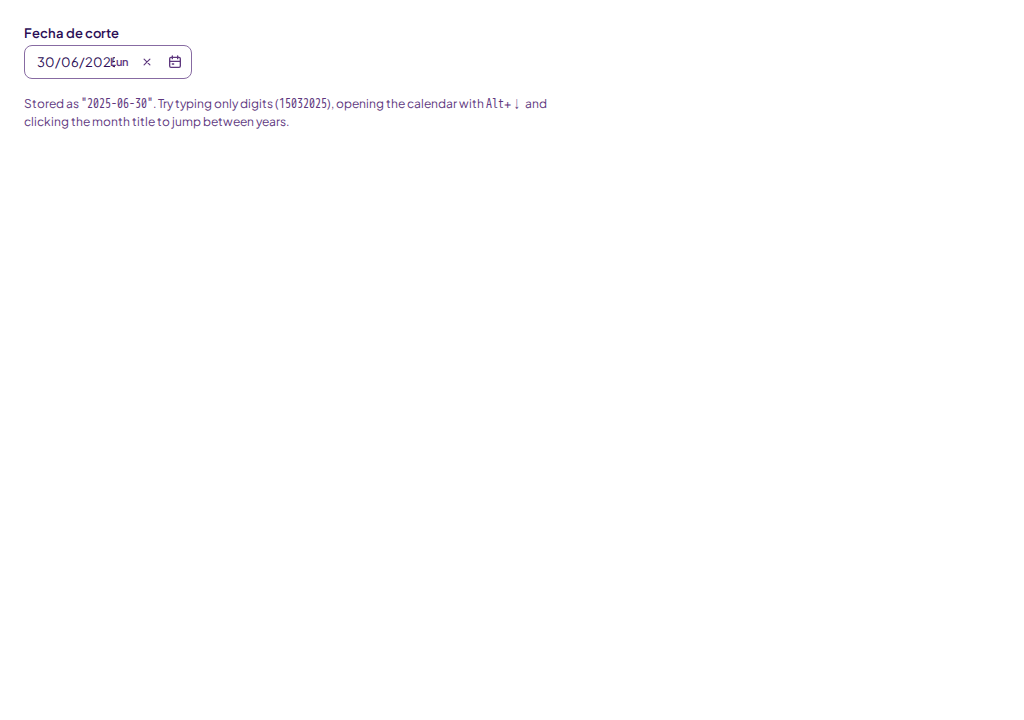 Fecha de corte
30/06/202
Stored as "2025-06-30". Try typing only digits (15032025), opening the calendar with Alt+↓ and
clicking the month title to jump between years.